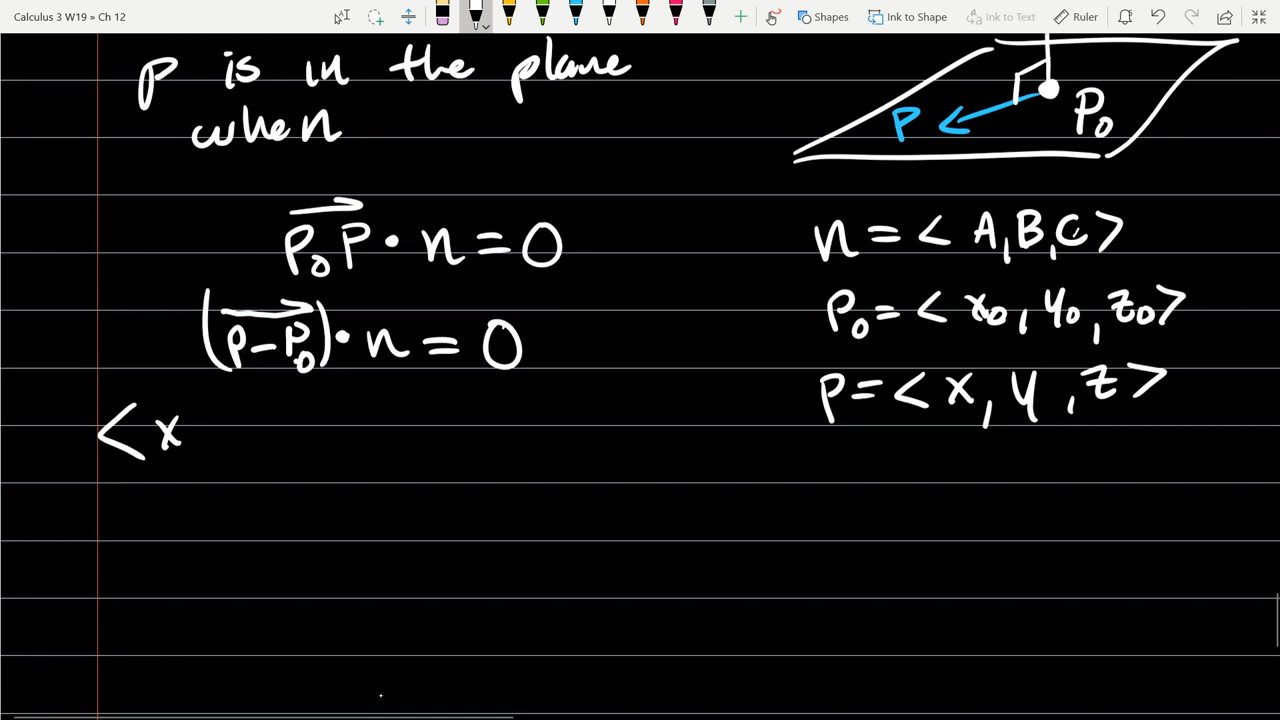 Calculus 3 W19 » Ch 12
Shapes Ink to Shape Ink to Text Ruler
P is in the plane
when
P P₀
P₀P • n = 0
n = < A, B, C >
(P - P₀) • n = 0
P₀ = < x₀, y₀, z₀ >
P = < x, y, z >
< x